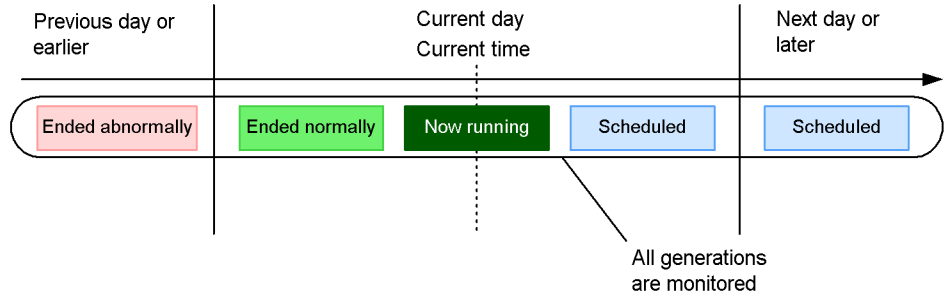 Previous day or
earlier
Current day
Current time
Next day or
later
Ended abnormally
Ended normally
Now running
Scheduled
Scheduled
All generations
are monitored